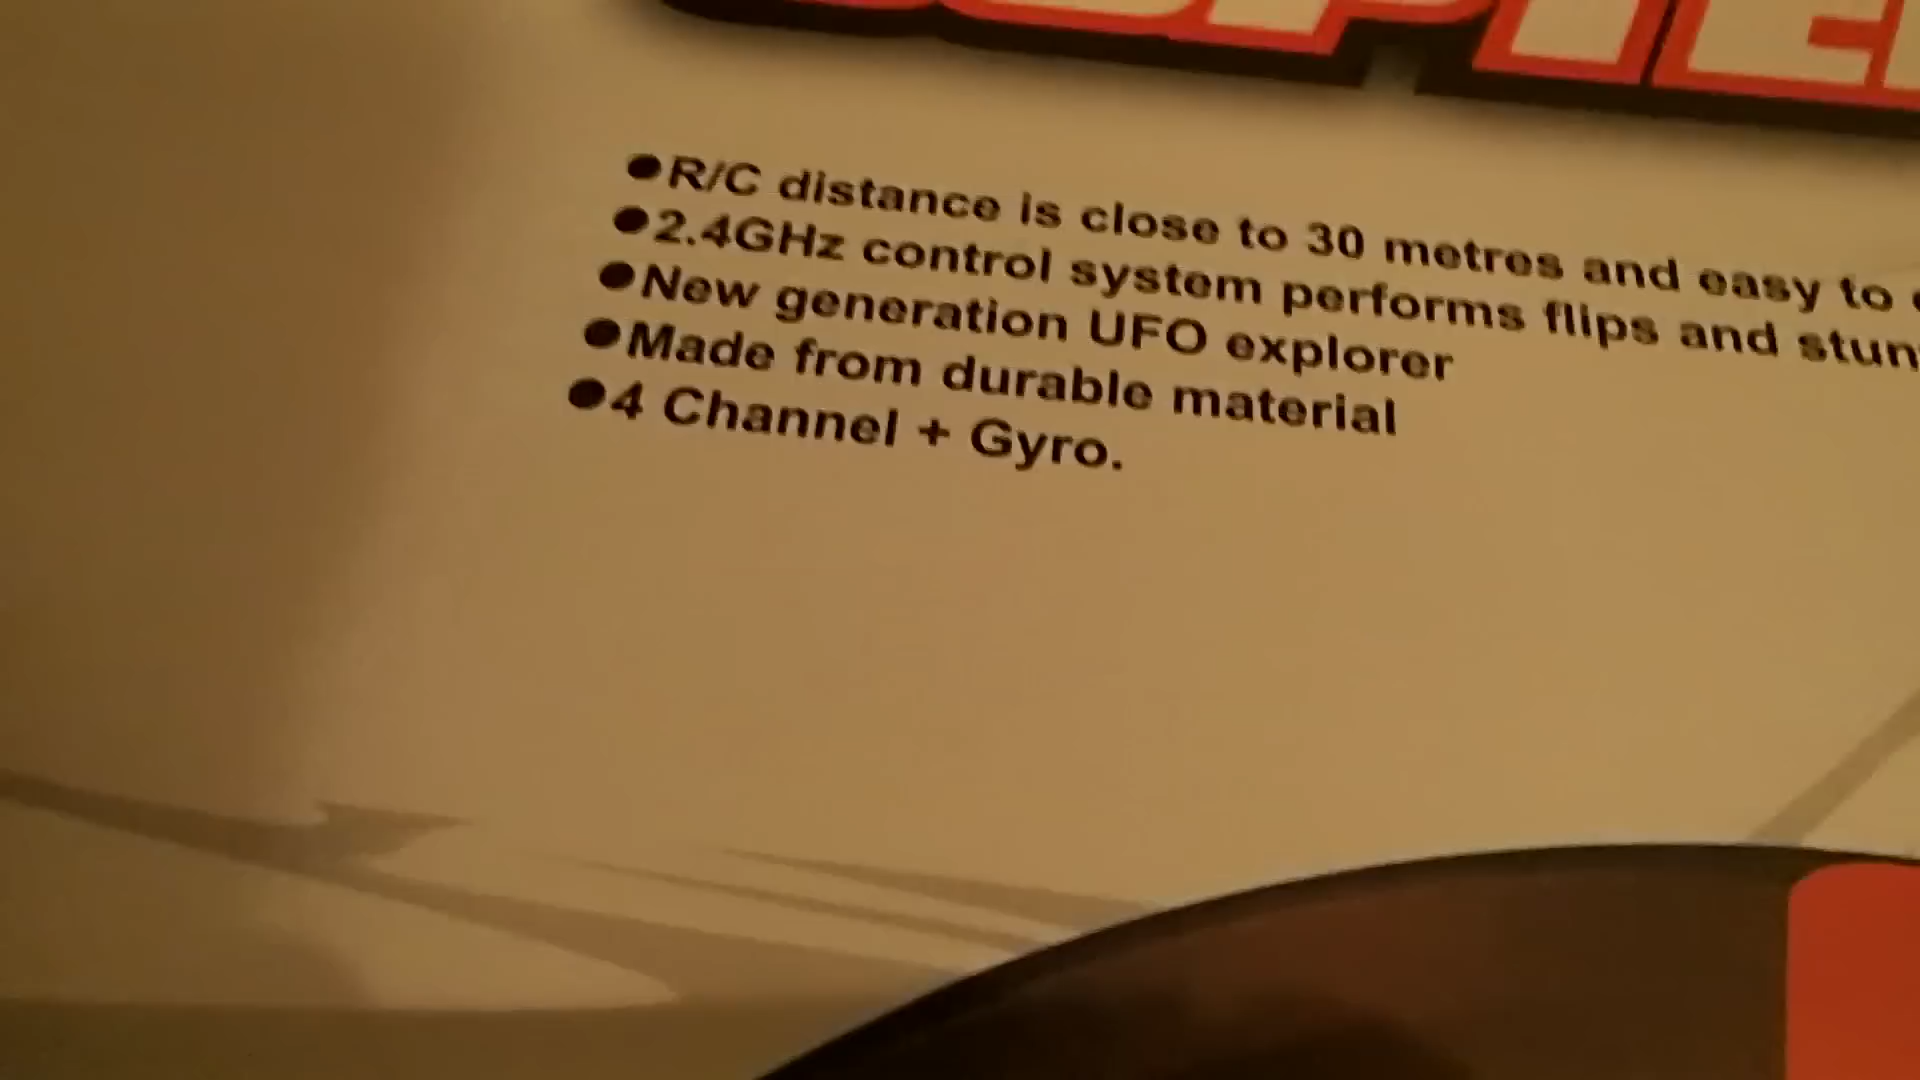 ●R/C distance is close to 30 metres and easy to
●2.4GHz control system performs flips and
●New generation UFO explorer
●Made from durable material
●4 Channel + Gyro.